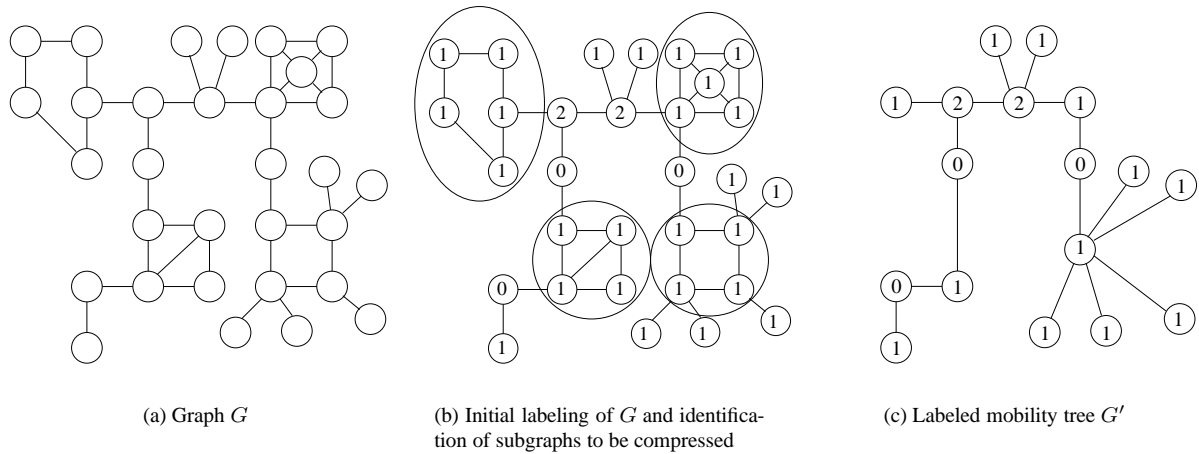 1 1 1 1 1 1
1
1 1 2 2 1 1
1 0 0 1
1
1 1 1 1
0 1 1 1 1
1 1 1
1
1 1
1 2 2 1
0 0 1 1
1
0 1
1 1 1
1
(a) Graph G
(b) Initial labeling of G and identifica-
tion of subgraphs to be compressed
(c) Labeled mobility tree G′